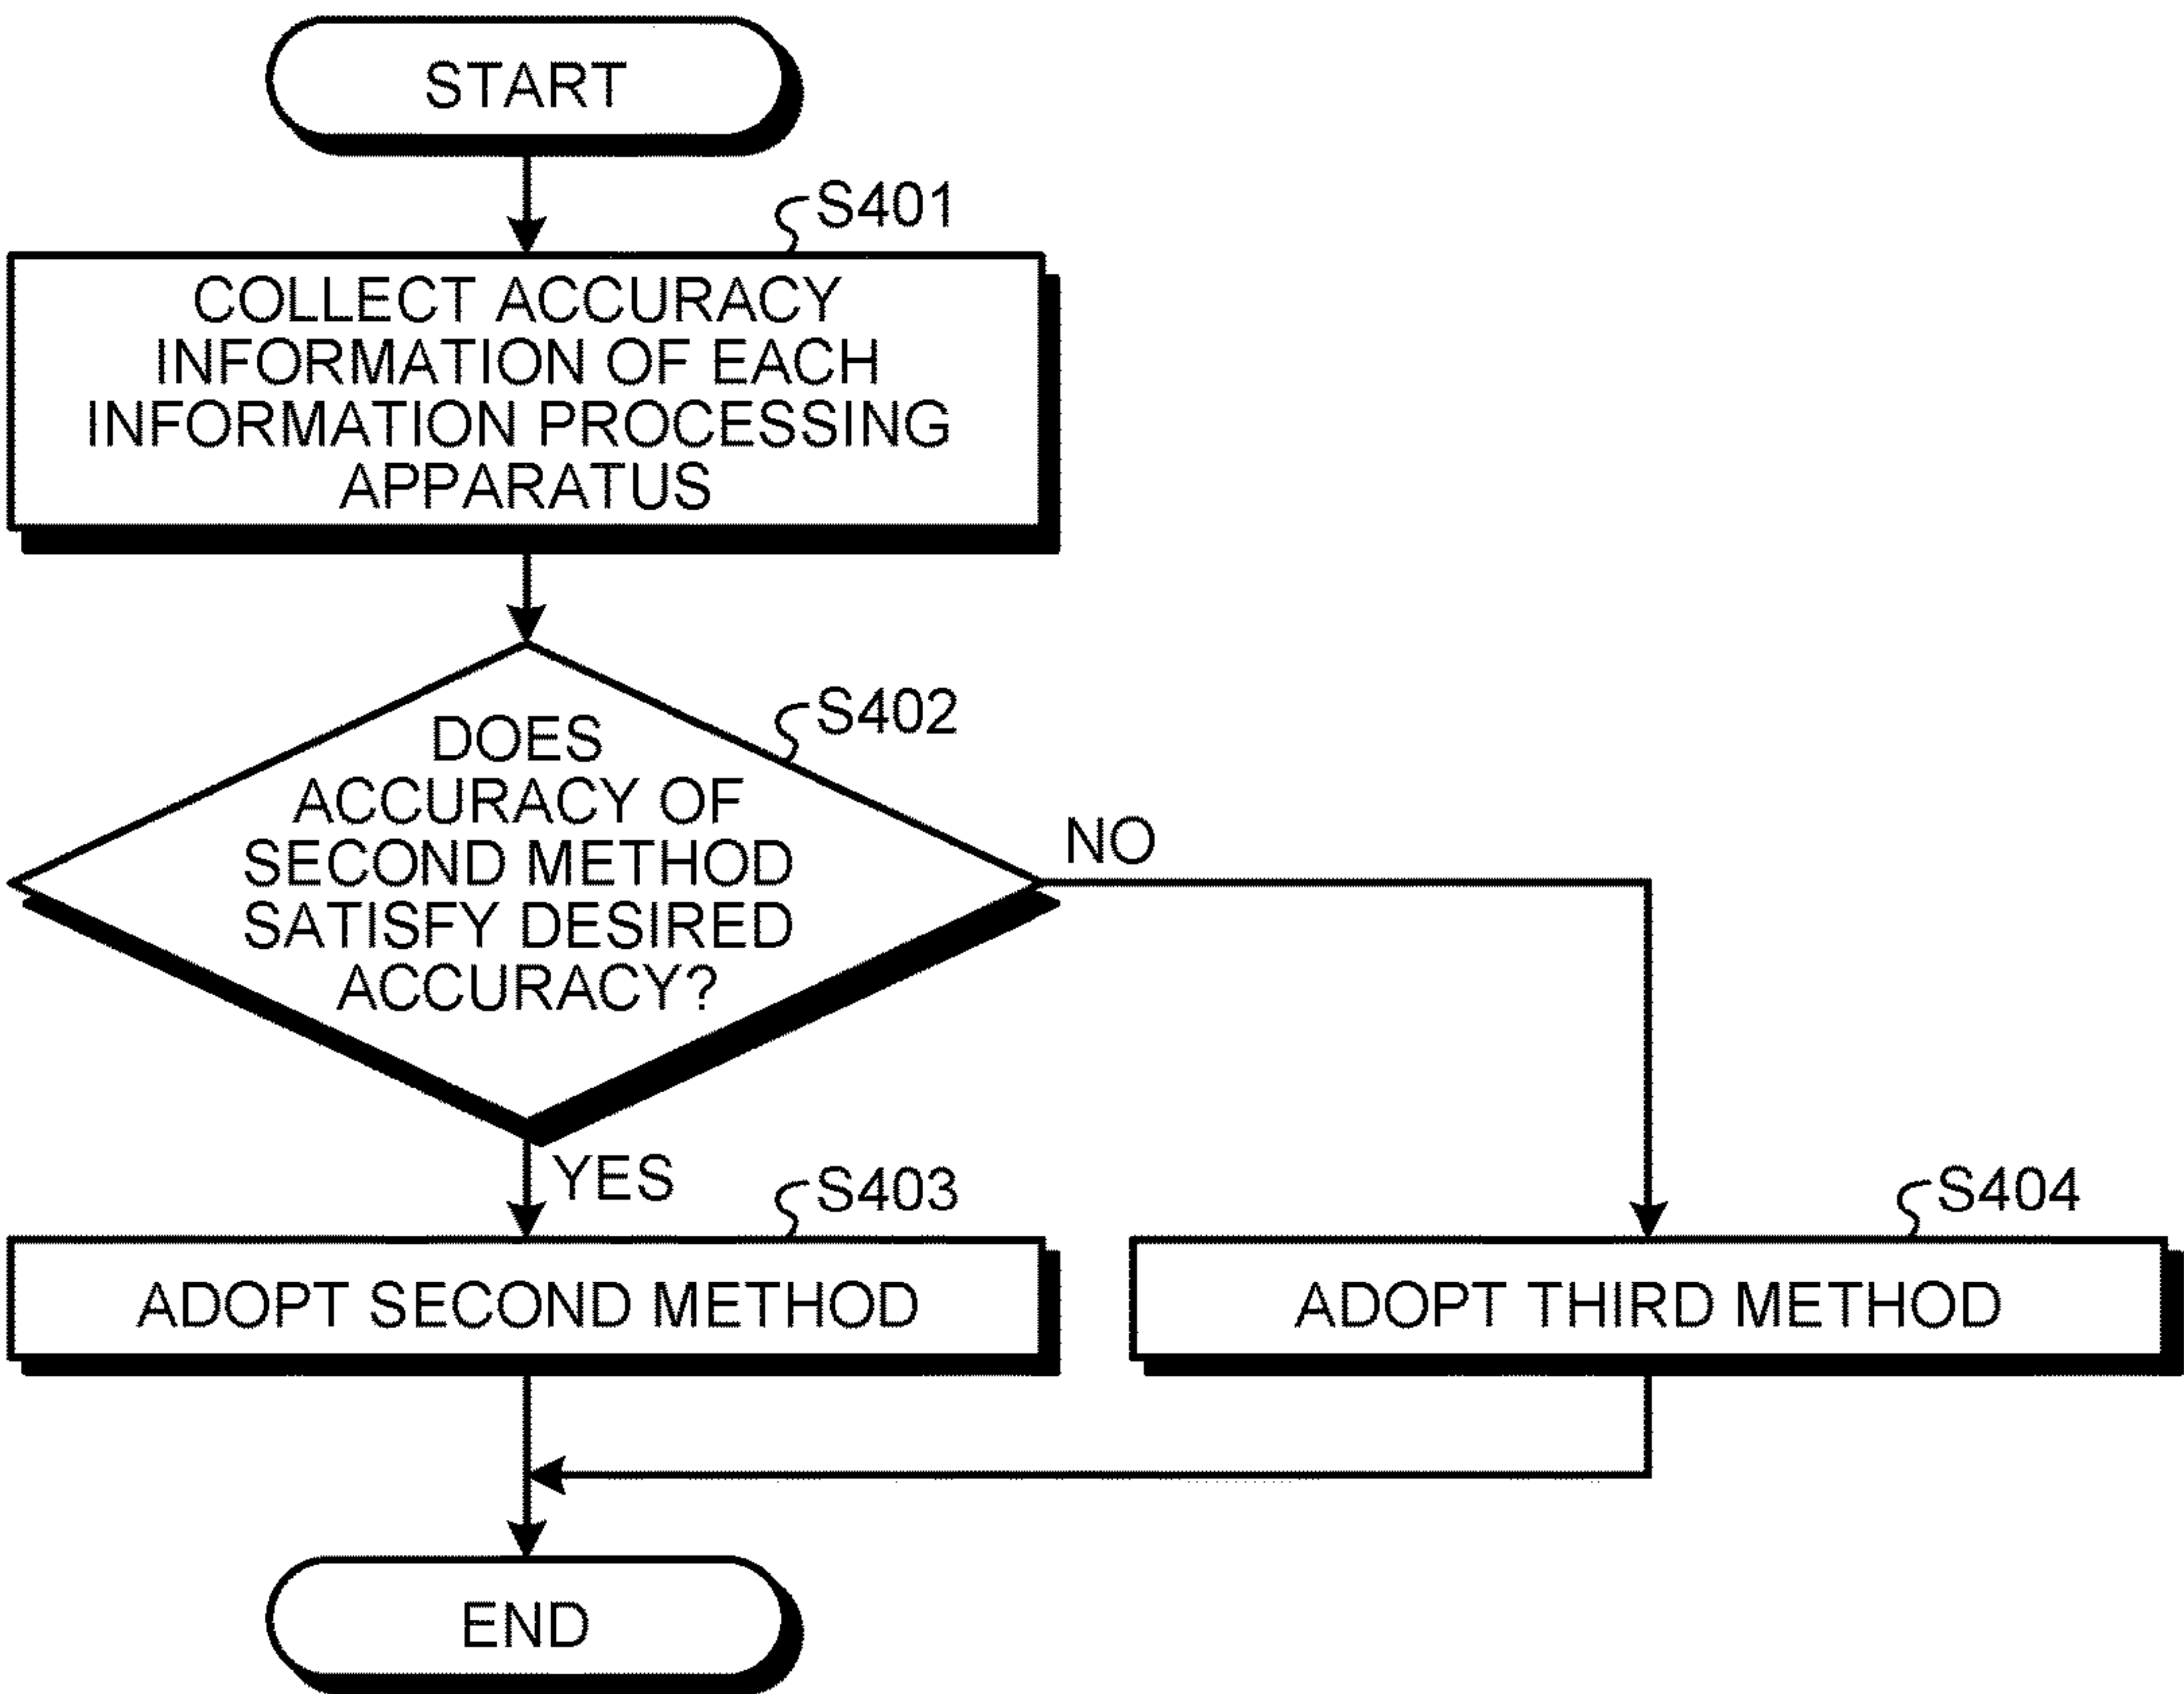 START
S401
COLLECT ACCURACY
INFORMATION OF EACH
INFORMATION PROCESSING
APPARATUS
S402
DOES
ACCURACY OF
SECOND METHOD
SATISFY DESIRED
ACCURACY?
NO
YES
S403
ADOPT SECOND METHOD
S404
ADOPT THIRD METHOD
END